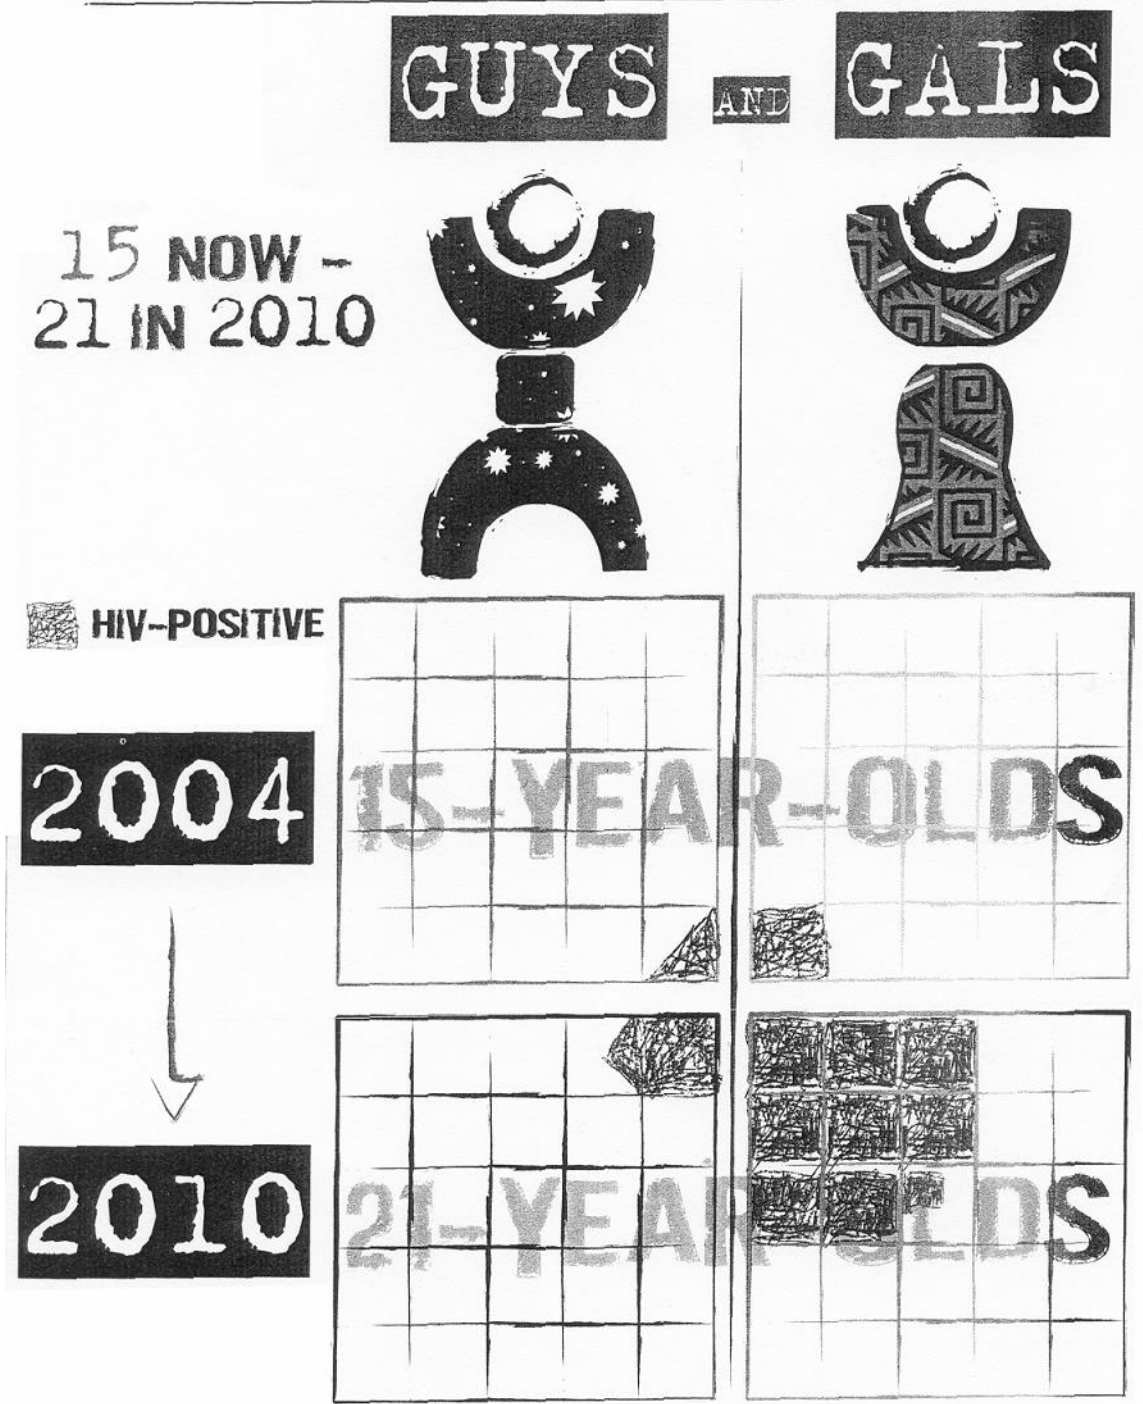 GUYS AND GALS
15 NOW -
21 IN 2010
HIV-POSITIVE
2004
15-YEAR-OLDS
2010
21-YEAR-OLDS